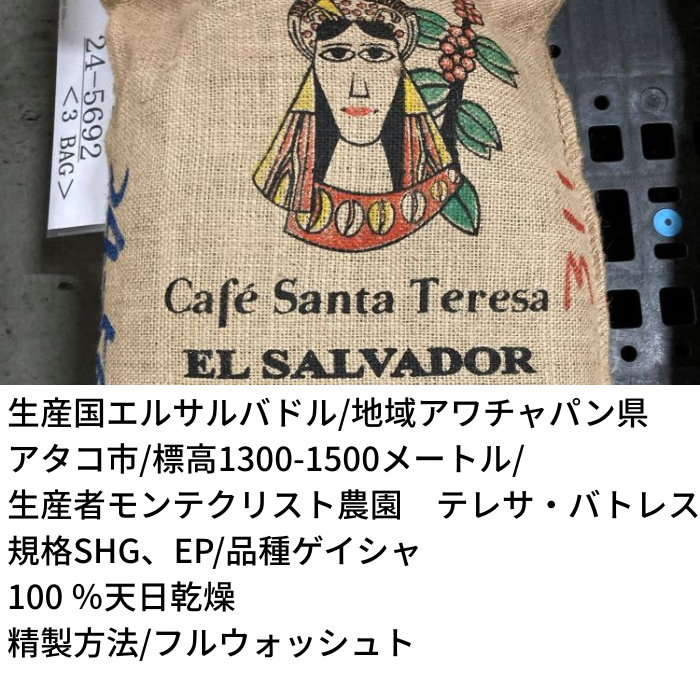 24-5692
<3 BAG>
Café Santa Teresa
EL SALVADOR
生産国エルサルバドル/地域アワチャパン県
アタコ市/標高1300-1500メートル/
生産者モンテクリスト農園　テレサ・バトレス
規格SHG、EP/品種ゲイシャ
100 %天日乾燥
精製方法/フルウォッシュト